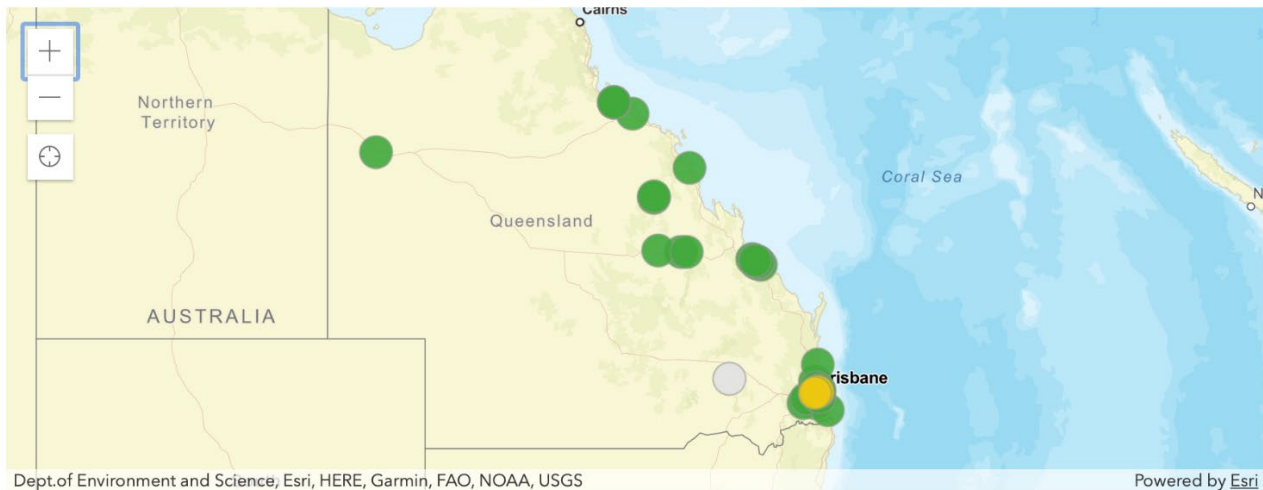 Cairns
Northern
Territory
Coral Sea
N
Queensland
AUSTRALIA
risbane
Dept.of Environment and Science, Esri, HERE, Garmin, FAO, NOAA, USGS
Powered by Esri